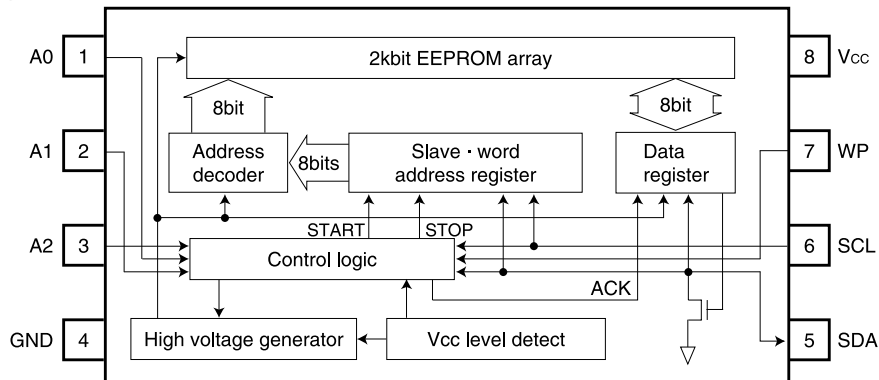 2kbit EEPROM array
A0 1
8 Vcc
8bit
8bit
A1 2
Address
decoder
8bits
Slave · word
address register
Data
register
7 WP
START
STOP
A2 3
Control logic
6 SCL
ACK
GND 4
High voltage generator
Vcc level detect
5 SDA